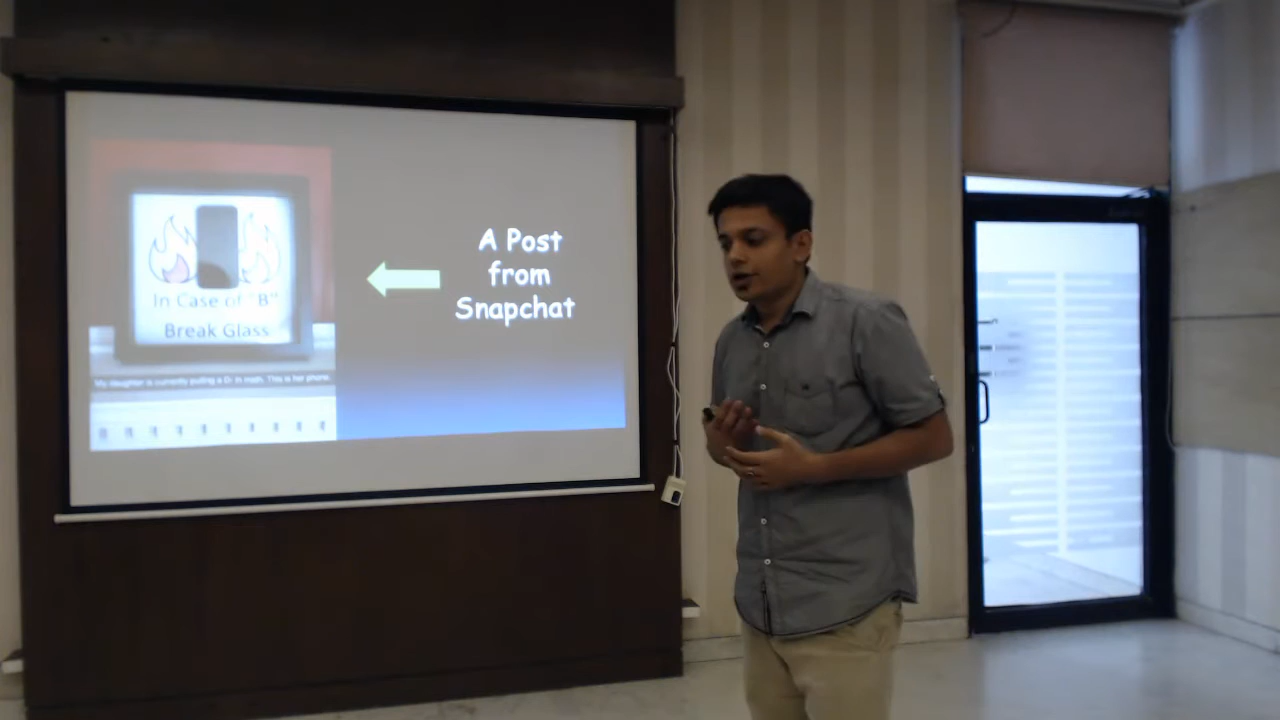 In Case of "B"
Break Glass
My daughter is currently pulling a D- in math. This is her phone.
A Post
from
Snapchat